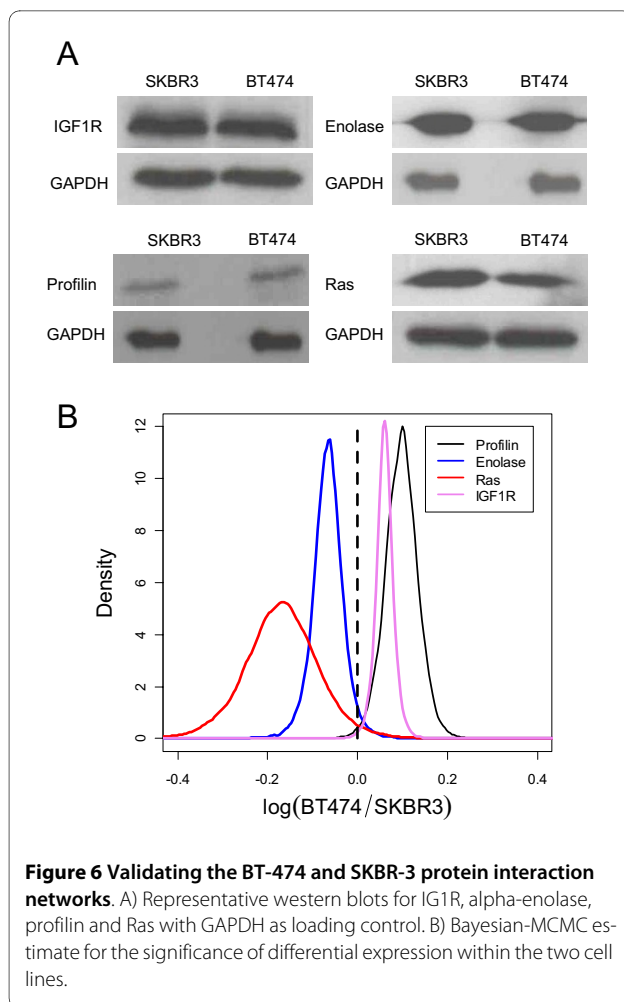 A
SKBR3 BT474
IGF1R
GAPDH
SKBR3 BT474
Enolase
GAPDH
SKBR3 BT474
Profilin
GAPDH
SKBR3 BT474
Ras
GAPDH
B
Density
12
10
8
6
4
2
0
Profilin
Enolase
Ras
IGF1R
-0.4 -0.2 0.0 0.2 0.4
log(BT474/SKBR3)
Figure 6 Validating the BT-474 and SKBR-3 protein interaction
networks. A) Representative western blots for IG1R, alpha-enolase,
profilin and Ras with GAPDH as loading control. B) Bayesian-MCMC es-
timate for the significance of differential expression within the two cell
lines.